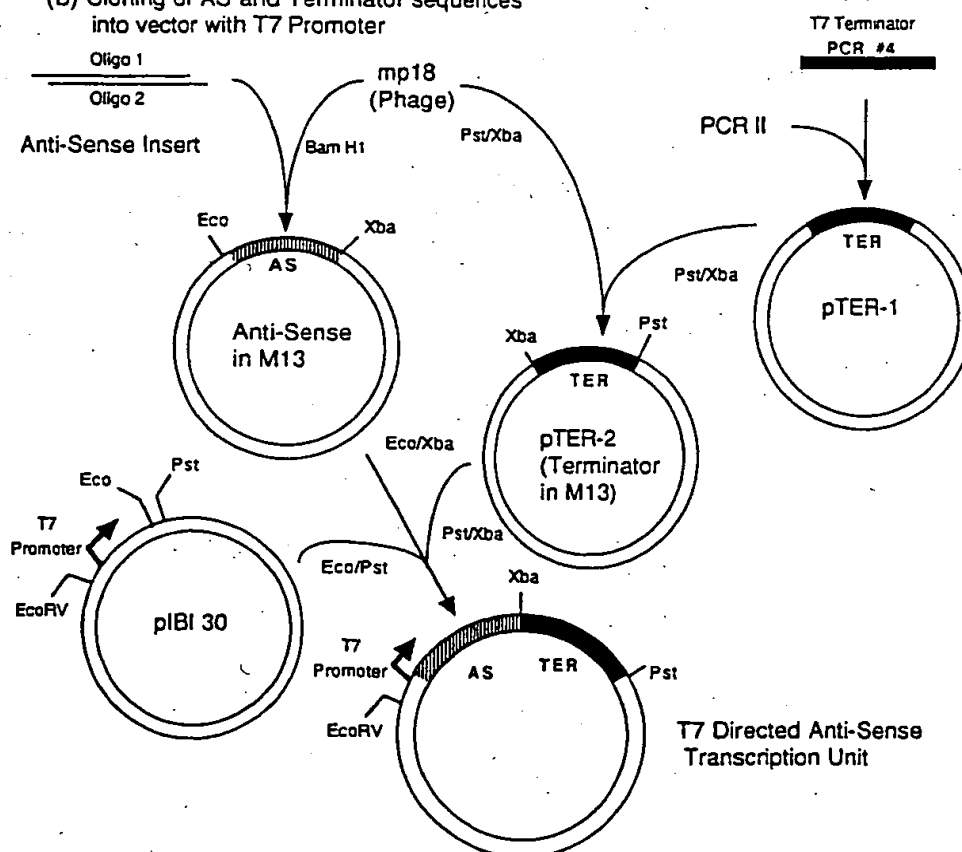 (b) Cloning of AS and Terminator sequences
into vector with T7 Promoter
T7 Terminator
PCR #4
Oligo 1
Oligo 2
mp18
(Phage)
Anti-Sense Insert
Bam H1
Pst/Xba
PCR II
Eco
Xba
AS
Anti-Sense
in M13
TER
pTER-1
Pst/Xba
Xba
Pst
TER
pTER-2
(Terminator
in M13)
Eco/Xba
Pst/Xba
Eco/Pst
Eco
Pst
T7
Promoter
EcoRV
pIBI 30
Xba
T7
Promoter
AS
TER
Pst
EcoRV
T7 Directed Anti-Sense
Transcription Unit